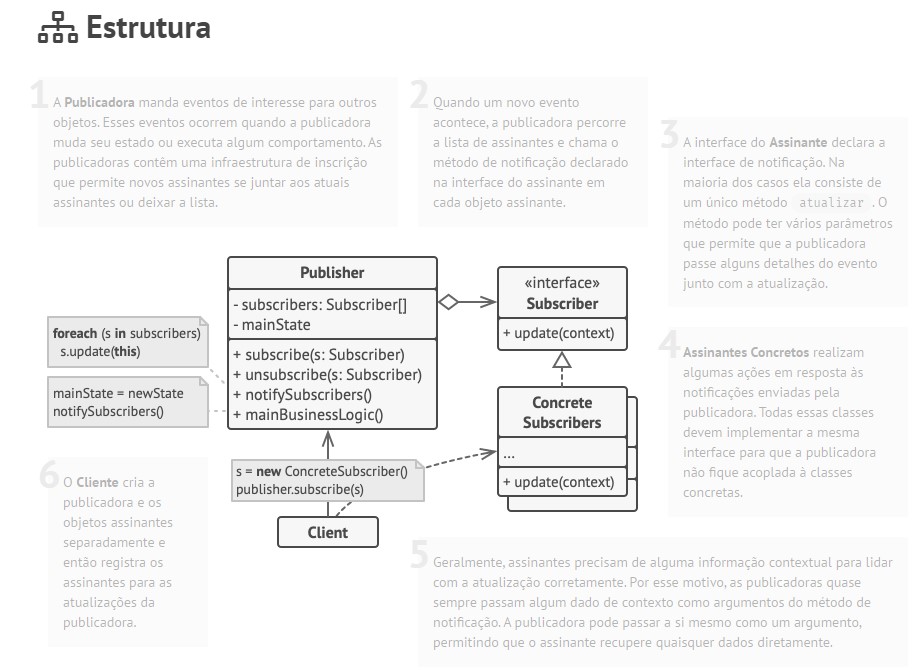 Estrutura
1
A Publicadora manda eventos de interesse para outros
objetos. Esses eventos ocorrem quando a publicadora
muda seu estado ou executa algum comportamento. As
publicadoras contêm uma infraestrutura de inscrição
que permite novos assinantes se juntar aos atuais
assinantes ou deixar a lista.
2
Quando um novo evento
acontece, a publicadora percorre
a lista de assinantes e chama o
método de notificação declarado
na interface do assinante em
cada objeto assinante.
3
A interface do Assinante declara a
interface de notificação. Na
maioria dos casos ela consiste de
um único método atualizar . O
método pode ter vários parâmetros
que permite que a publicadora
passe alguns detalhes do evento
junto com a atualização.
Publisher
- subscribers: Subscriber[]
- mainState
+ subscribe(s: Subscriber)
+ unsubscribe(s: Subscriber)
+ notifySubscribers()
+ mainBusinessLogic()
«interface»
Subscriber
+ update(context)
foreach (s in subscribers)
s.update(this)
mainState = newState
notifySubscribers()
4
Assinantes Concretos realizam
algumas ações em resposta às
notificações enviadas pela
publicadora. Todas essas classes
devem implementar a mesma
interface para que a publicadora
não fique acoplada à classes
concretas.
Concrete
Subscribers
...
+ update(context)
s = new ConcreteSubscriber()
publisher.subscribe(s)
Client
6
O Cliente cria a
publicadora e os
objetos assinantes
separadamente e
então registra os
assinantes para as
atualizações da
publicadora.
5
Geralmente, assinantes precisam de alguma informação contextual para lidar
com a atualização corretamente. Por esse motivo, as publicadoras quase
sempre passam algum dado de contexto como argumentos do método de
notificação. A publicadora pode passar a si mesmo como um argumento,
permitindo que o assinante recupere quaisquer dados diretamente.